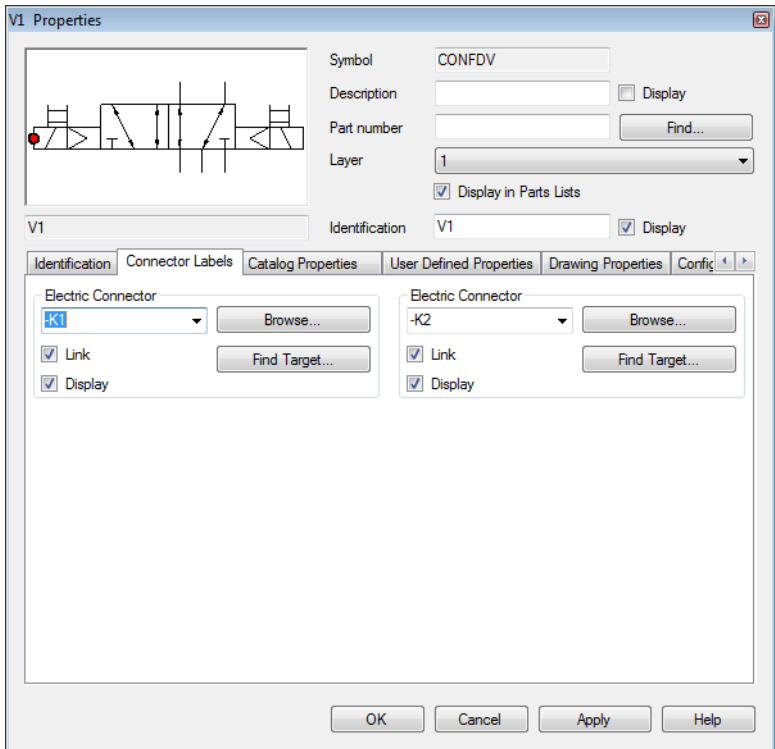 V1 Properties
Symbol CONFDV
Description Display
Part number Find...
Layer 1
Display in Parts Lists
V1 Identification V1 Display
Identification Connector Labels Catalog Properties User Defined Properties Drawing Properties Config
Electric Connector Electric Connector
-K1 Browse... -K2 Browse...
Link Find Target... Link Find Target...
Display Display
OK Cancel Apply Help